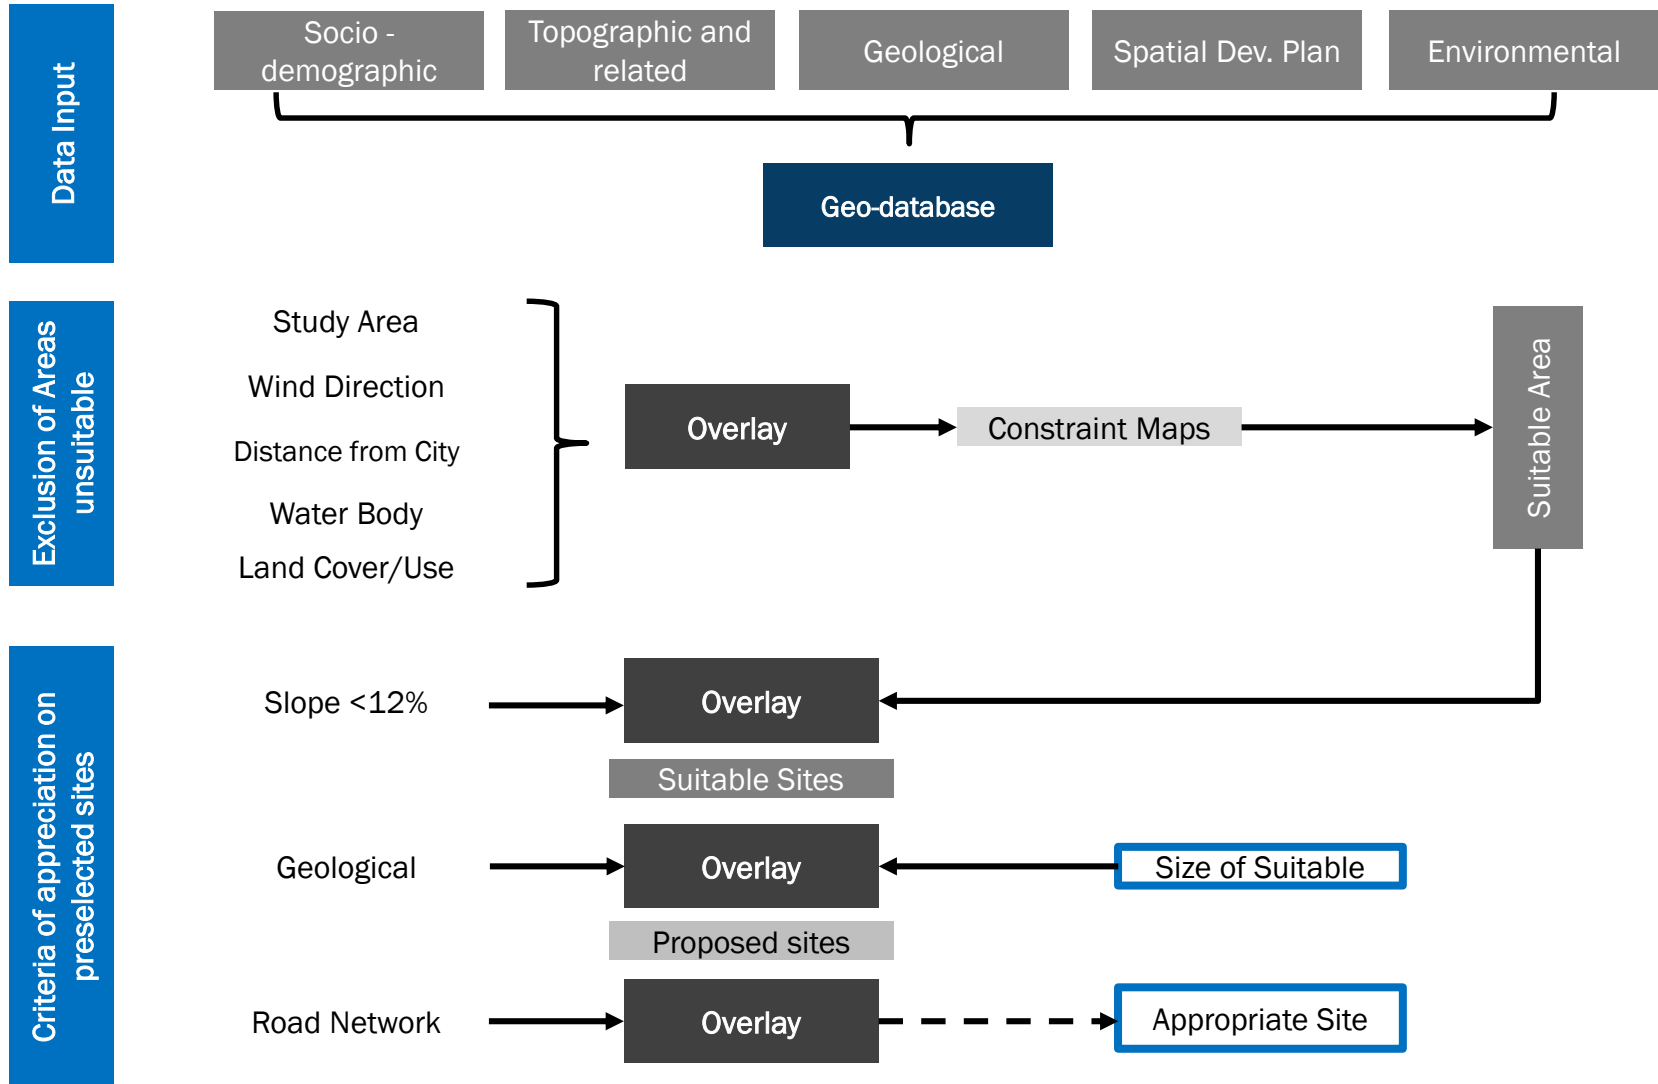 Data Input
Socio -
demographic
Topographic and
related
Geological
Spatial Dev. Plan
Environmental
Geo-database
Exclusion of Areas
unsuitable
Study Area
Wind Direction
Distance from City
Water Body
Land Cover/Use
Overlay
Constraint Maps
Suitable Area
Criteria of appreciation on
preselected sites
Slope <12%
Overlay
Suitable Sites
Geological
Overlay
Size of Suitable
Proposed sites
Road Network
Overlay
Appropriate Site